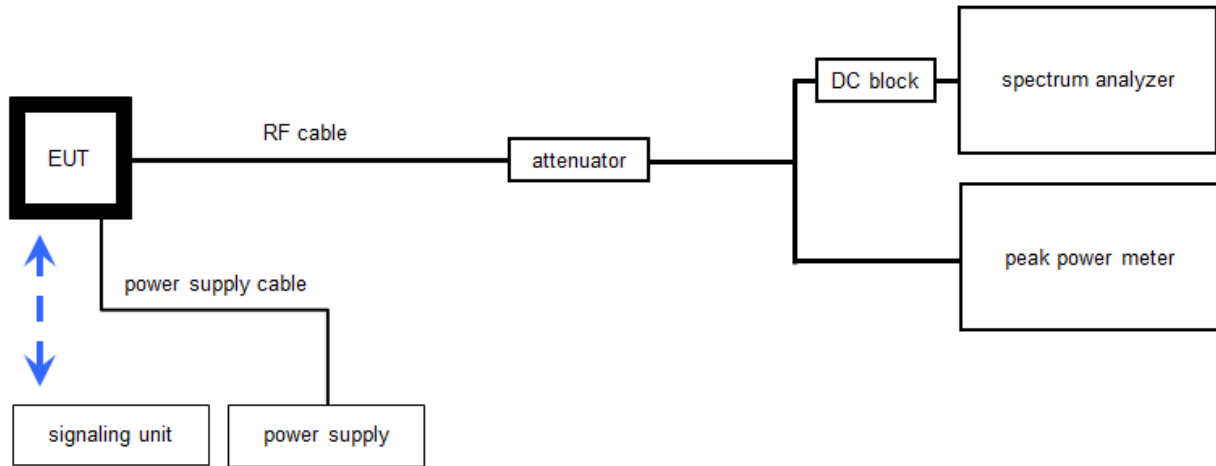 DC block
spectrum analyzer
RF cable
EUT
attenuator
peak power meter
power supply cable
signaling unit
power supply